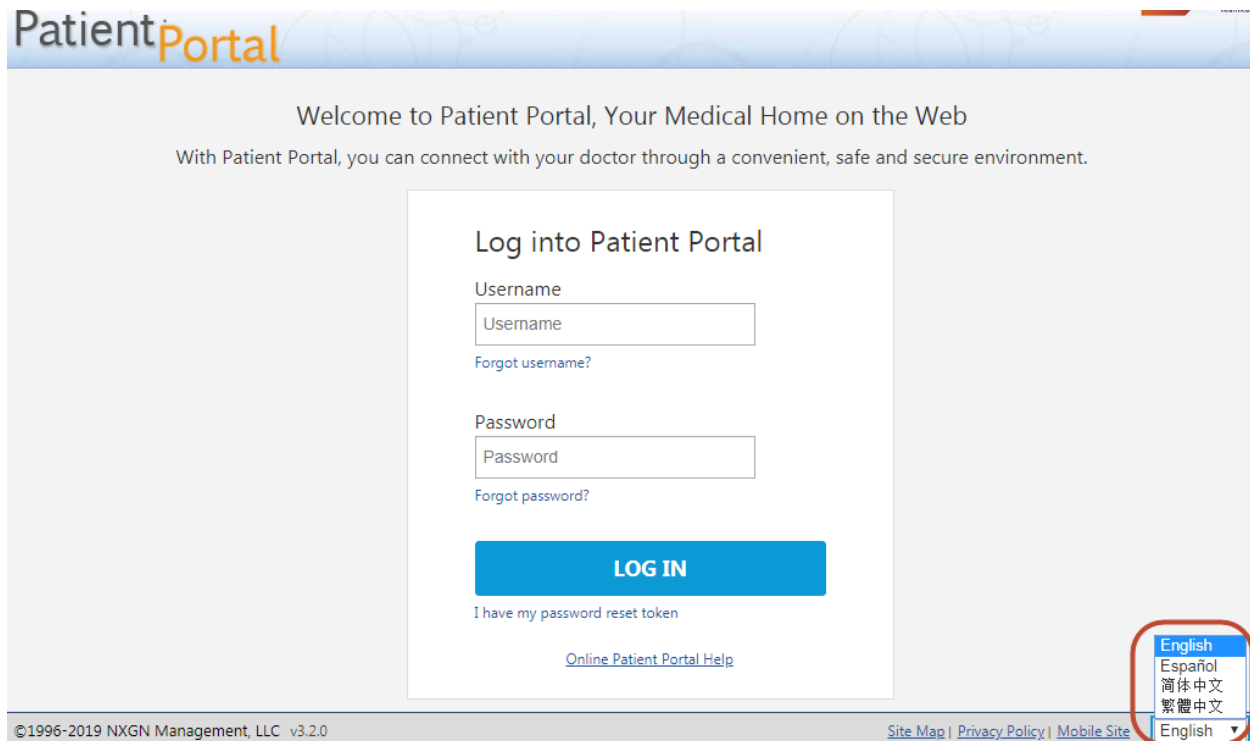 Patient Portal
Welcome to Patient Portal, Your Medical Home on the Web
With Patient Portal, you can connect with your doctor through a convenient, safe and secure environment.
Log into Patient Portal
Username
Username
Forgot username?
Password
Password
Forgot password?
LOG IN
I have my password reset token
Online Patient Portal Help
English
Español
简体中文
繁體中文
©1996-2019 NXGN Management, LLC v3.2.0
Site Map | Privacy Policy | Mobile Site
English